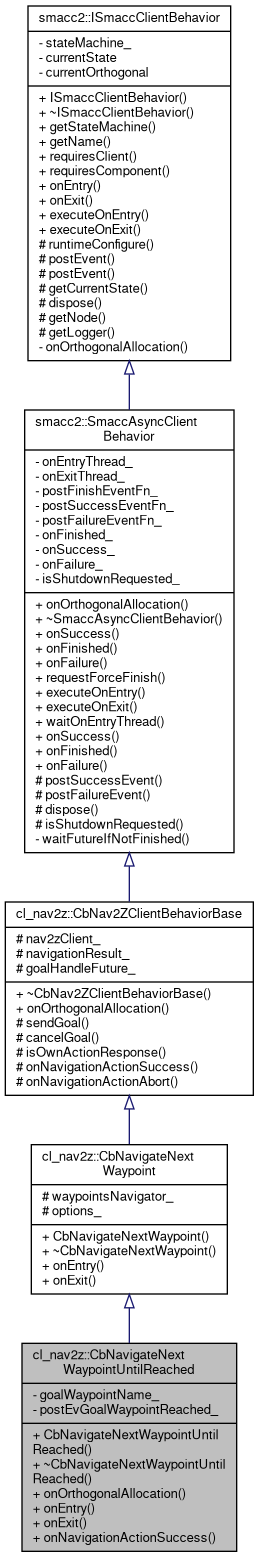 smacc2::ISmaccClientBehavior
- stateMachine_
- currentState
- currentOrthogonal
+ ISmaccClientBehavior()
+ ~ISmaccClientBehavior()
+ getStateMachine()
+ getName()
+ requiresClient()
+ requiresComponent()
+ onEntry()
+ onExit()
+ executeOnEntry()
+ executeOnExit()
# runtimeConfigure()
# postEvent()
# postEvent()
# getCurrentState()
# dispose()
# getNode()
# getLogger()
- onOrthogonalAllocation()
smacc2::SmaccAsyncClient
Behavior
- onEntryThread_
- onExitThread_
- postFinishEventFn_
- postSuccessEventFn_
- postFailureEventFn_
- onFinished_
- onSuccess_
- onFailure_
- isShutdownRequested_
+ onOrthogonalAllocation()
+ ~SmaccAsyncClientBehavior()
+ onSuccess()
+ onFinished()
+ onFailure()
+ requestForceFinish()
+ executeOnEntry()
+ executeOnExit()
+ waitOnEntryThread()
+ onSuccess()
+ onFinished()
+ onFailure()
# postSuccessEvent()
# postFailureEvent()
# dispose()
# isShutdownRequested()
- waitFutureIfNotFinished()
cl_nav2z::CbNav2ZClientBehaviorBase
# nav2zClient_
# navigationResult_
# goalHandleFuture_
+ ~CbNav2ZClientBehaviorBase()
+ onOrthogonalAllocation()
# sendGoal()
# cancelGoal()
# isOwnActionResponse()
# onNavigationActionSuccess()
# onNavigationActionAbort()
cl_nav2z::CbNavigateNext
Waypoint
# waypointsNavigator_
# options_
+ CbNavigateNextWaypoint()
+ ~CbNavigateNextWaypoint()
+ onEntry()
+ onExit()
cl_nav2z::CbNavigateNext
WaypointUntilReached
- goalWaypointName_
- postEvGoalWaypointReached_
+ CbNavigateNextWaypointUntil
Reached()
+ ~CbNavigateNextWaypointUntil
Reached()
+ onOrthogonalAllocation()
+ onEntry()
+ onExit()
+ onNavigationActionSuccess()